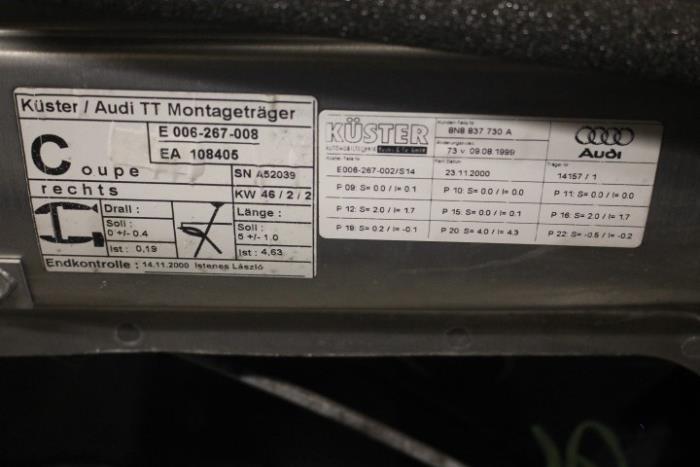 Küster / Audi TT Montageträger
Coupe
E 006-267-008
EA 108405
SN A52039
rechts
KW 46 / 2 / 2
Drall :
Soll :
0 +/- 0.4
Ist : 0,19
Länge :
Soll :
5 +/- 1.0
Ist : 4,63
Endkontrolle : 14.11.2000 Istenes László
KÜSTER
8N8 837 730 A
73 v 09.08.1999
Audi
E006-267-002/S14
23.11.2000
14157 / 1
P 09: S= 0.0 / I= 0.1
P 10: S= 0.0 / I= 0.0
P 11: S= 0.0 / I= 0.0
P 12: S= 2.0 / I= 1.7
P 15: S= 0.0 / I= 0.1
P 16: S= 2.0 / I= 1.7
P 19: S= 0.2 / I= -0.1
P 20: S= 4.0 / I= 4.3
P 22: S= -0.5 / I= -0.2